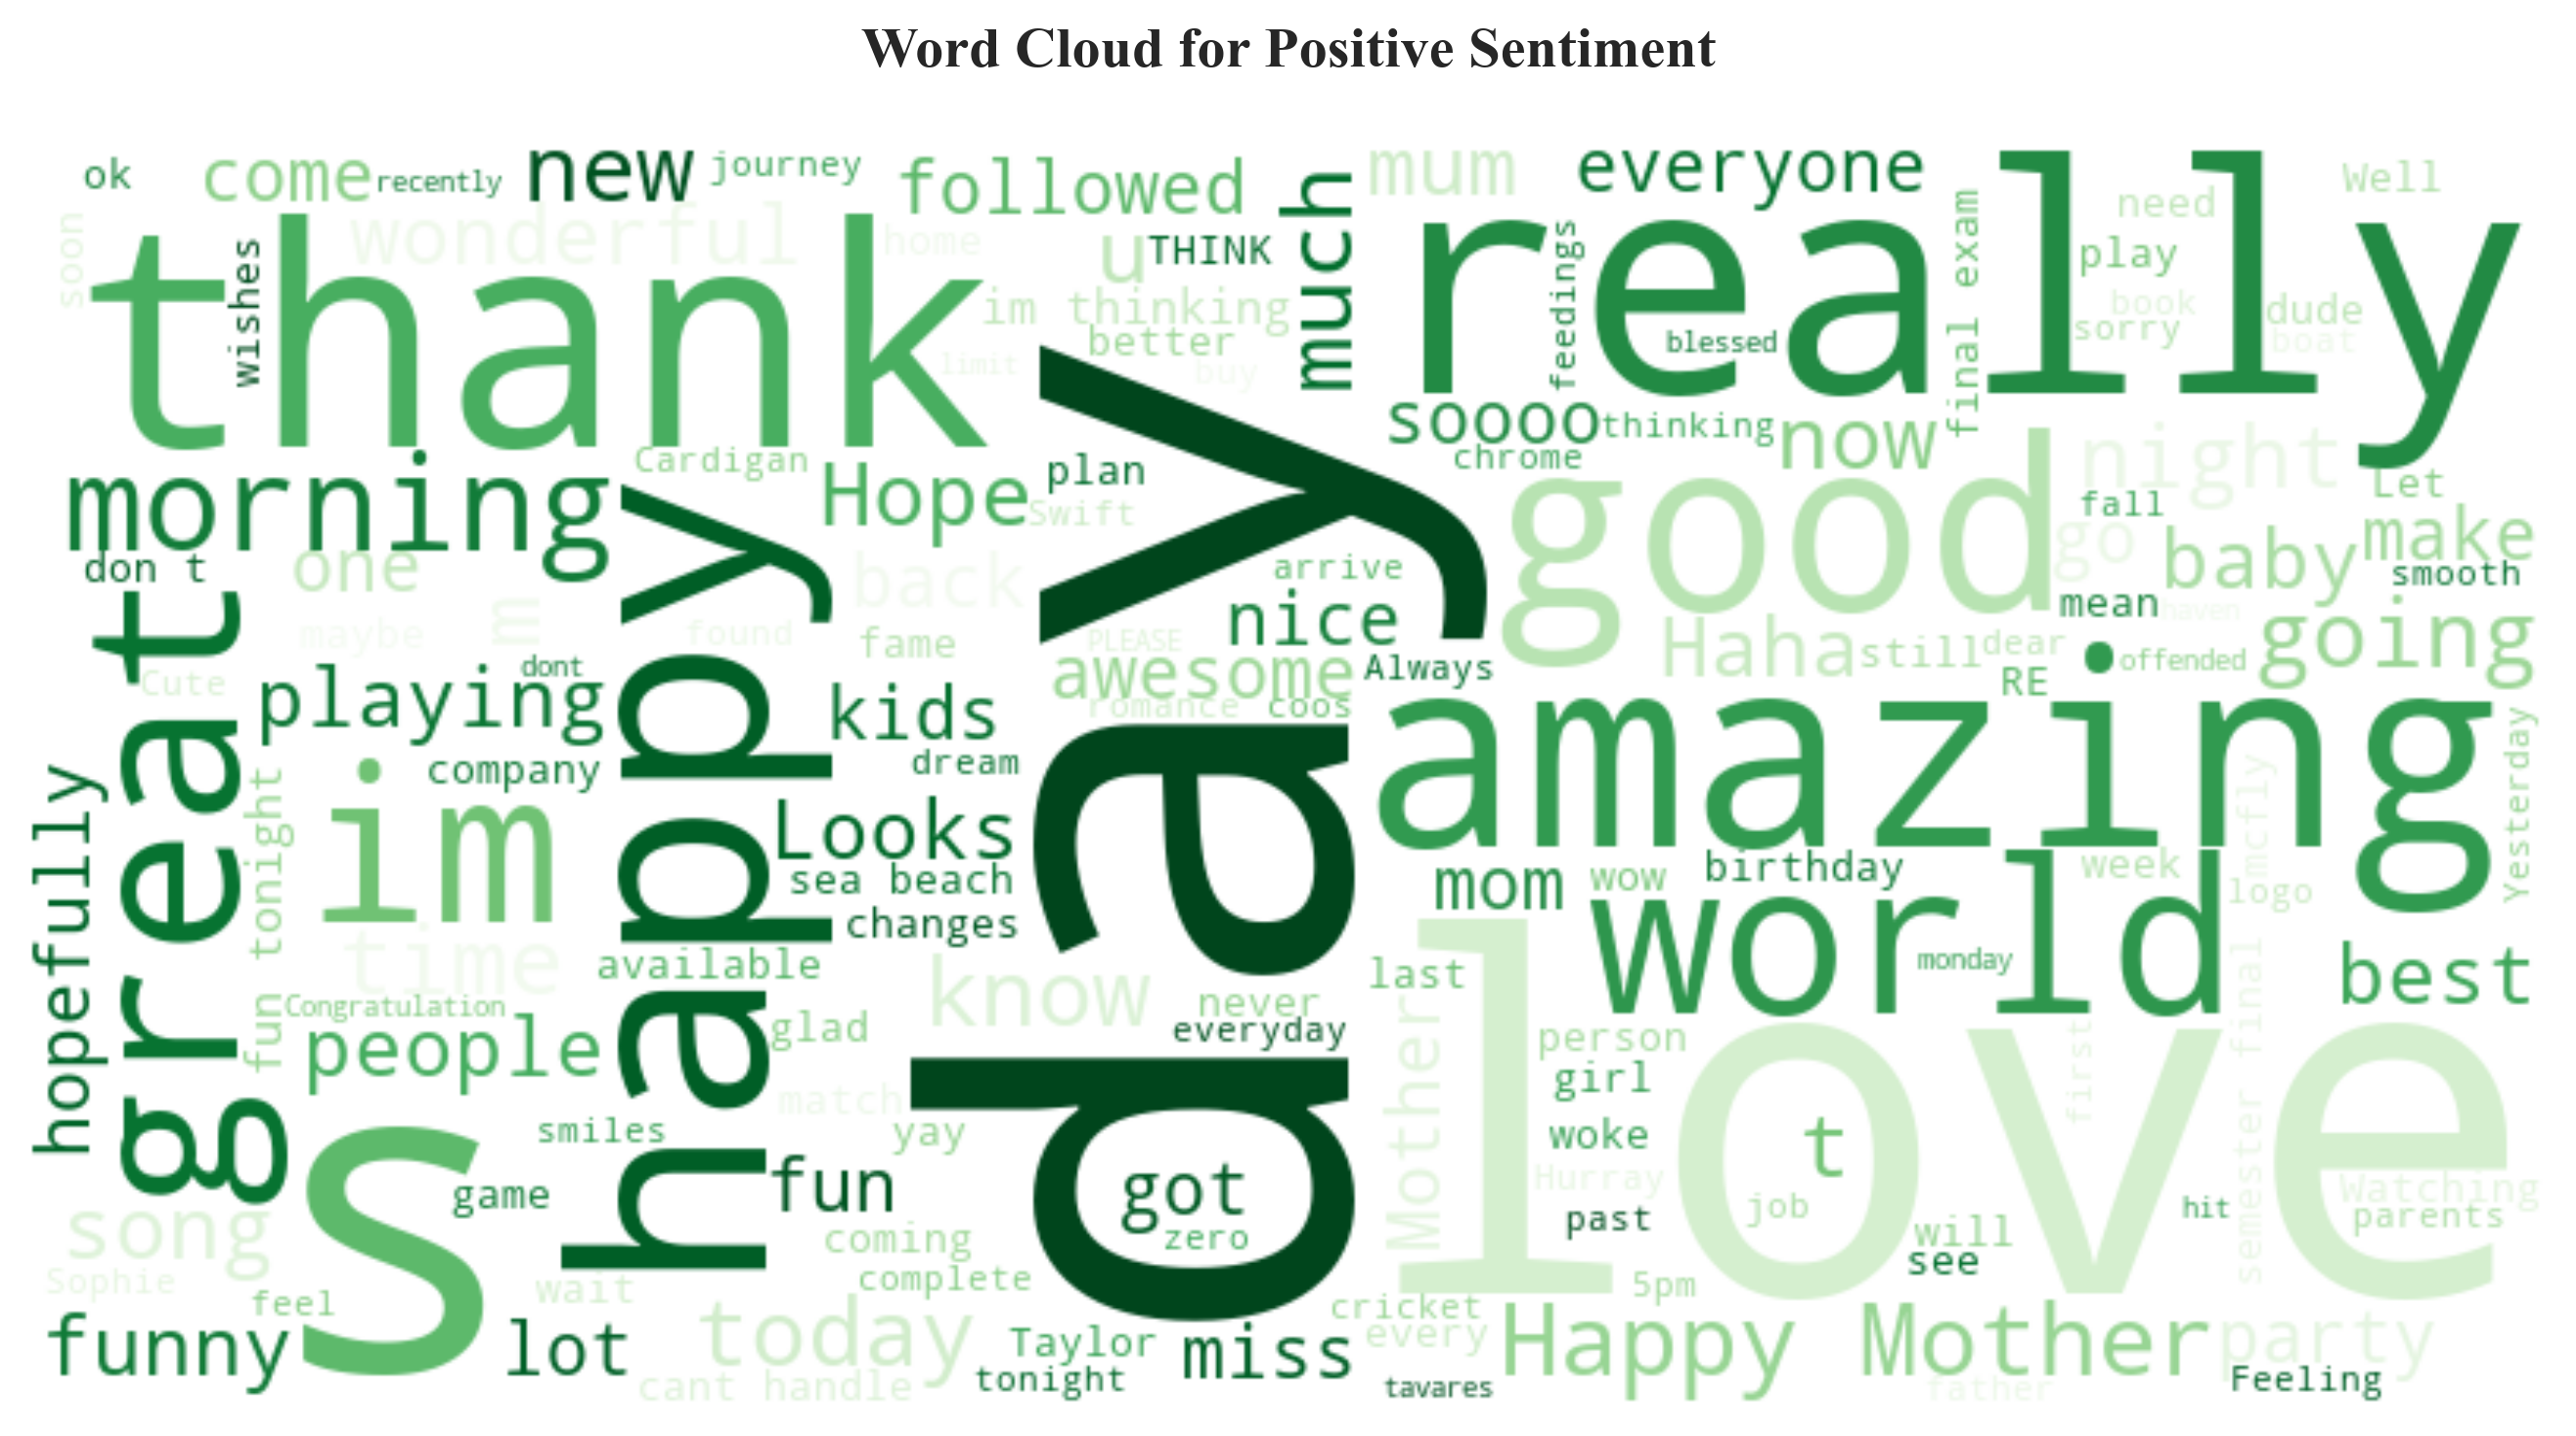 Word Cloud for Positive Sentiment
ok
come
recently
new
journey
followed
much
mum
everyone
really
final exam
need
Well
soon
wonderful
thank
wishes
home
u
THINK
feedings
play
book
dude
im thinking
better
limit
buy
blessed
sorry
boat
day
soooo
thinking
now
chrome
good
night
Let
Cardigan
morning
Hope
plan
Swift
fall
go
baby
make
smooth
don t
one
happy
back
arrive
nice
mean
haven
m
maybe
found
fame
PLEASE
Haha
still
dear
offended
going
great
Cute
dont
playing
kids
awesome
Always
RE
romance
coos
amazing
Yesterday
company
dream
hopefully
fun tonight
im
Looks
sea beach
changes
mom
wow
birthday
week
mcfly
logo
world
monday
best
time
available
know
last
love
Congratulation
people
glad
never
everyday
Mother
person
first
semester final
girl
match
smiles
yay
woke
t
s
game
fun
got
zero
Hurray
past
job
hit
Watching
parents
will
see
song
coming
Sophie
feel
wait
complete
5pm
funny
lot
today
Taylor
miss
cricket
every
Happy Mother
party
cant handle
tonight
tavares
father
Feeling